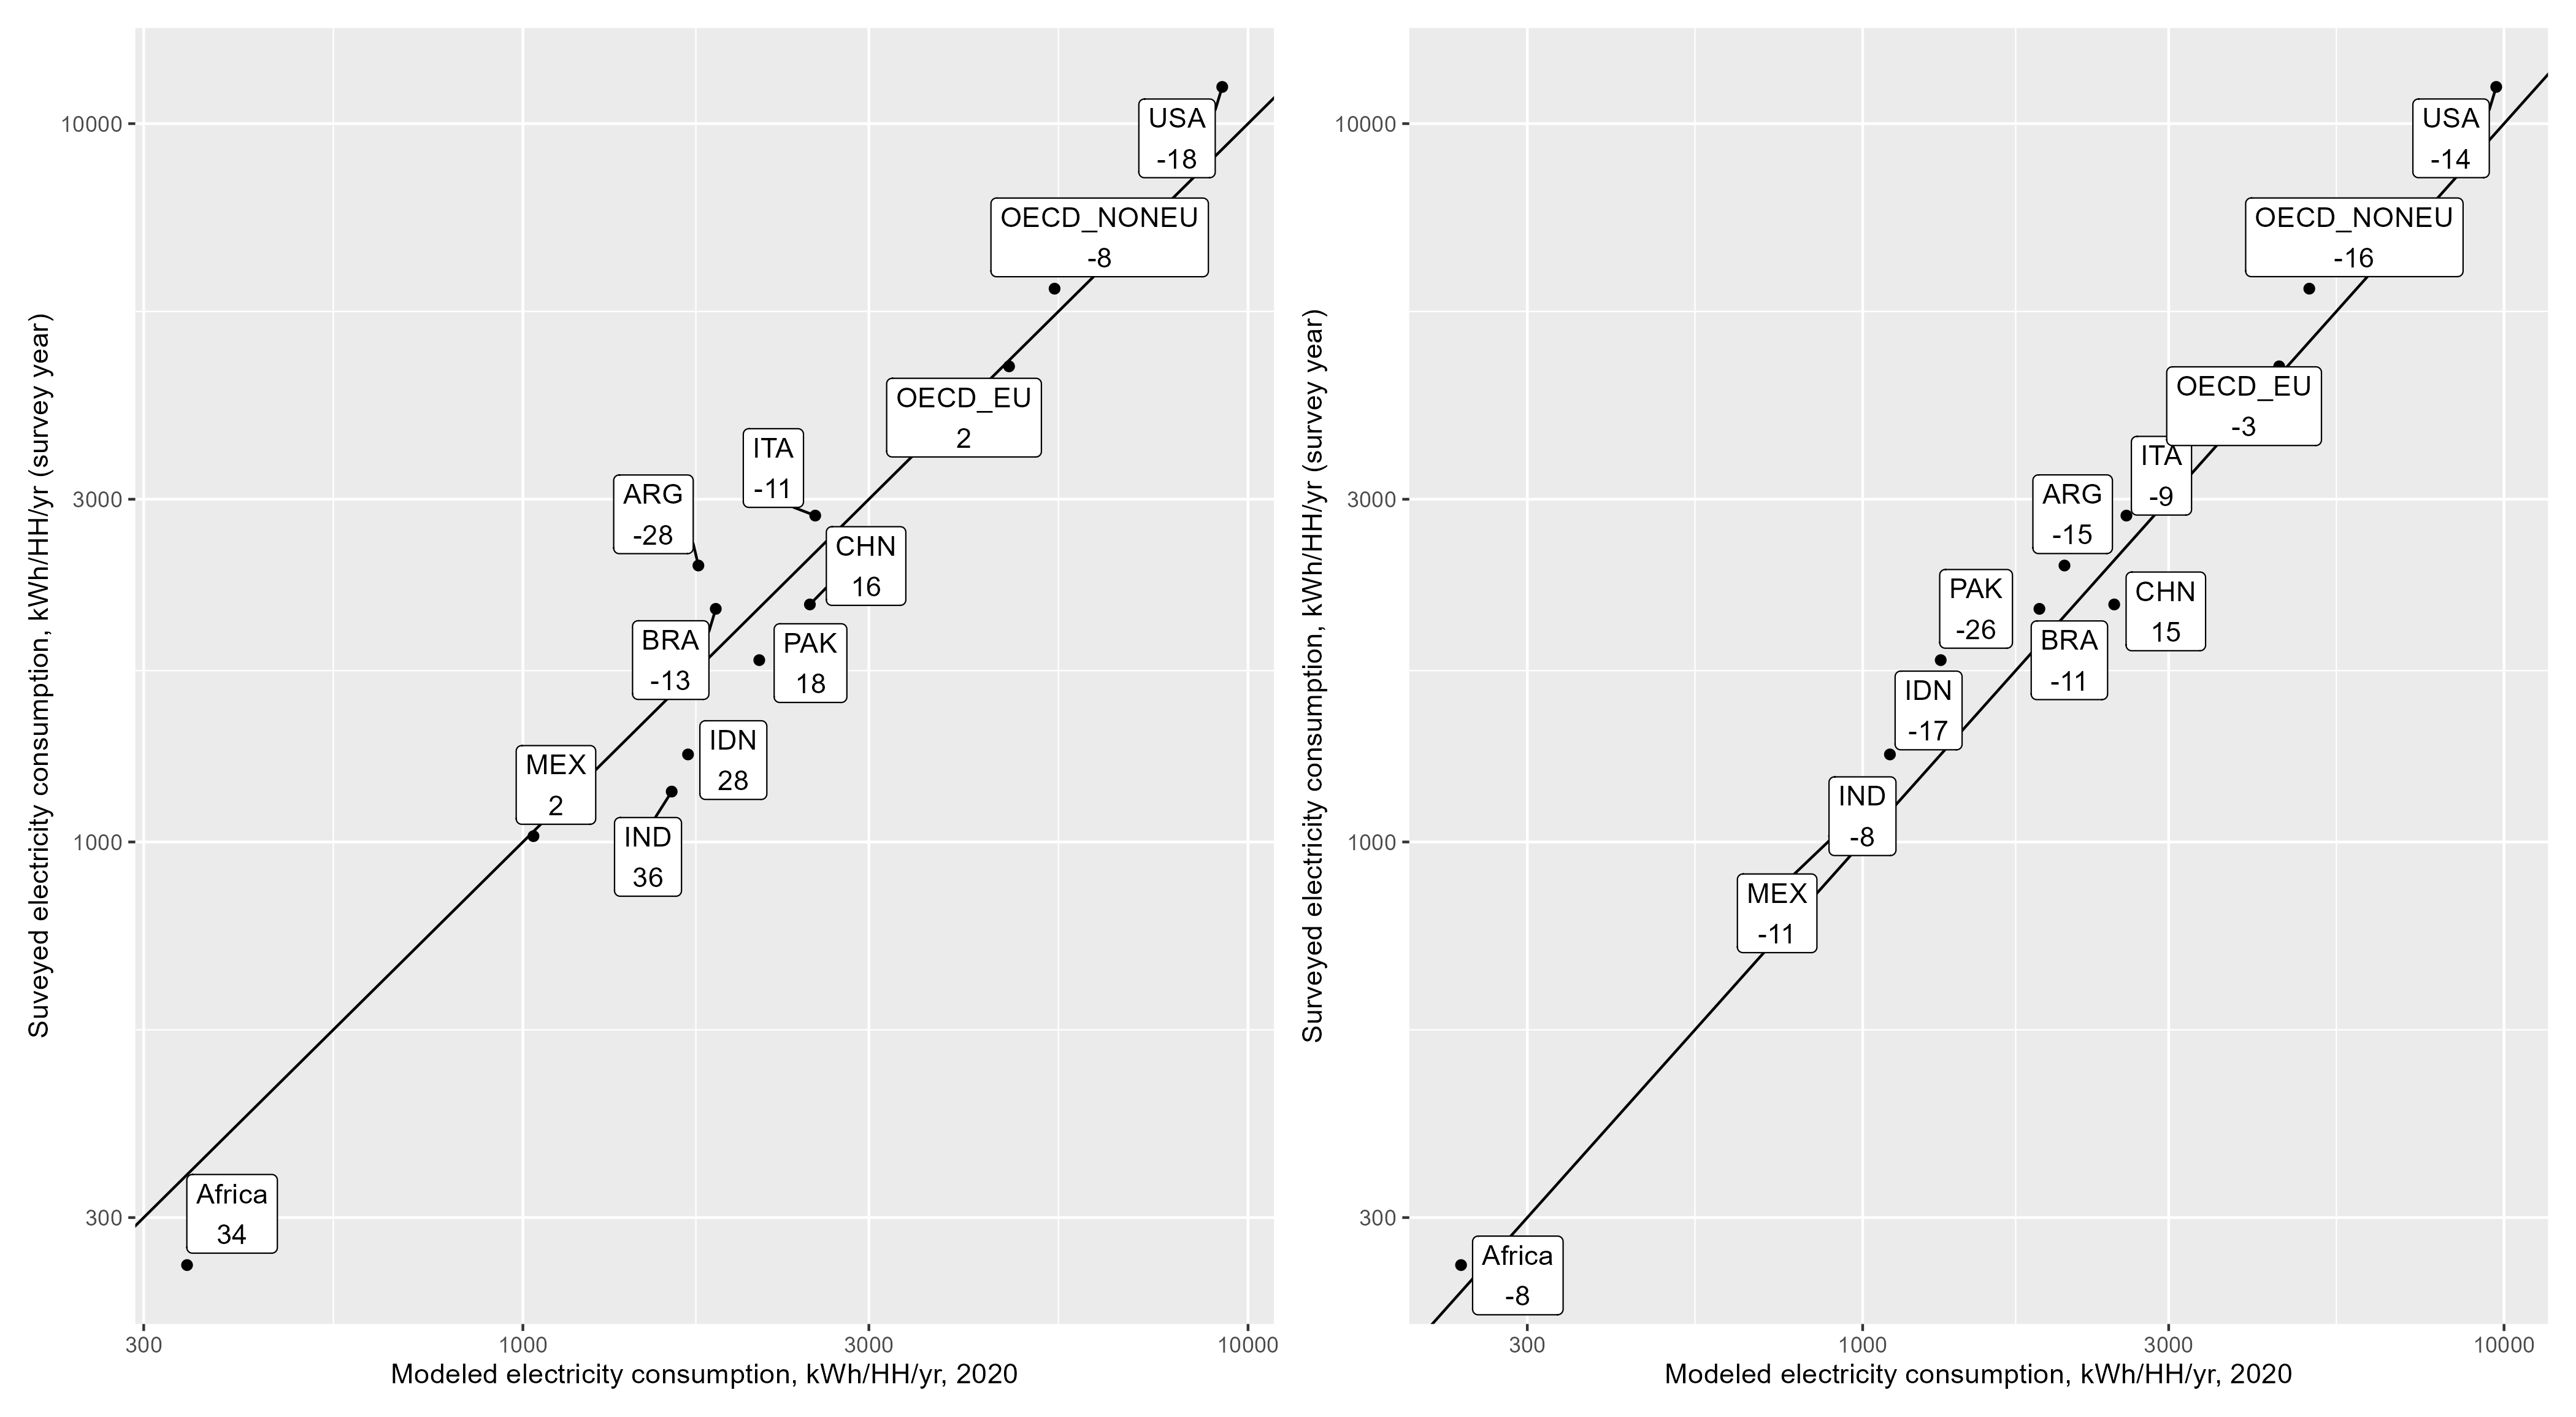 Suveyed electricity consumption, kWh/HH/yr (survey year)
10000
3000
1000
300
USA
-18
OECD_NONEU
-8
OECD_EU
2
ITA
-11
ARG
-28
CHN
16
BRA
-13
PAK
18
IDN
28
MEX
2
IND
36
Africa
34
300
1000
3000
10000
Modeled electricity consumption, kWh/HH/yr, 2020
Surveyed electricity consumption, kWh/HH/yr (survey year)
10000
3000
1000
300
USA
-14
OECD_NONEU
-16
OECD_EU
-3
ITA
-9
ARG
-15
PAK
-26
CHN
15
BRA
-11
IDN
-17
IND
-8
MEX
-11
Africa
-8
300
1000
3000
10000
Modeled electricity consumption, kWh/HH/yr, 2020